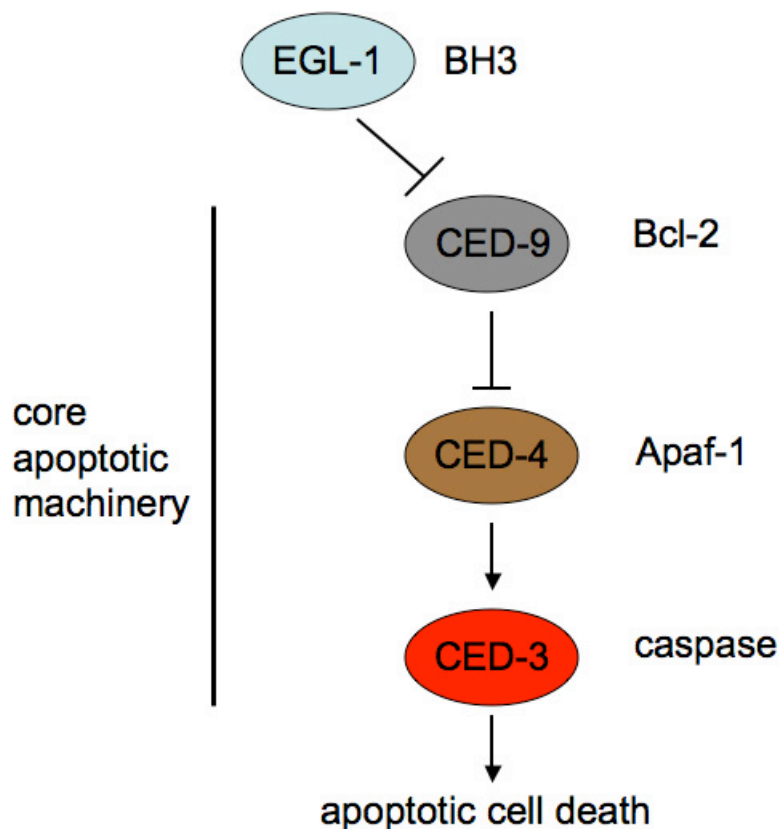 EGL-1 BH3
CED-9 Bcl-2
core
apoptotic
machinery
CED-4 Apaf-1
CED-3 caspase
apoptotic cell death